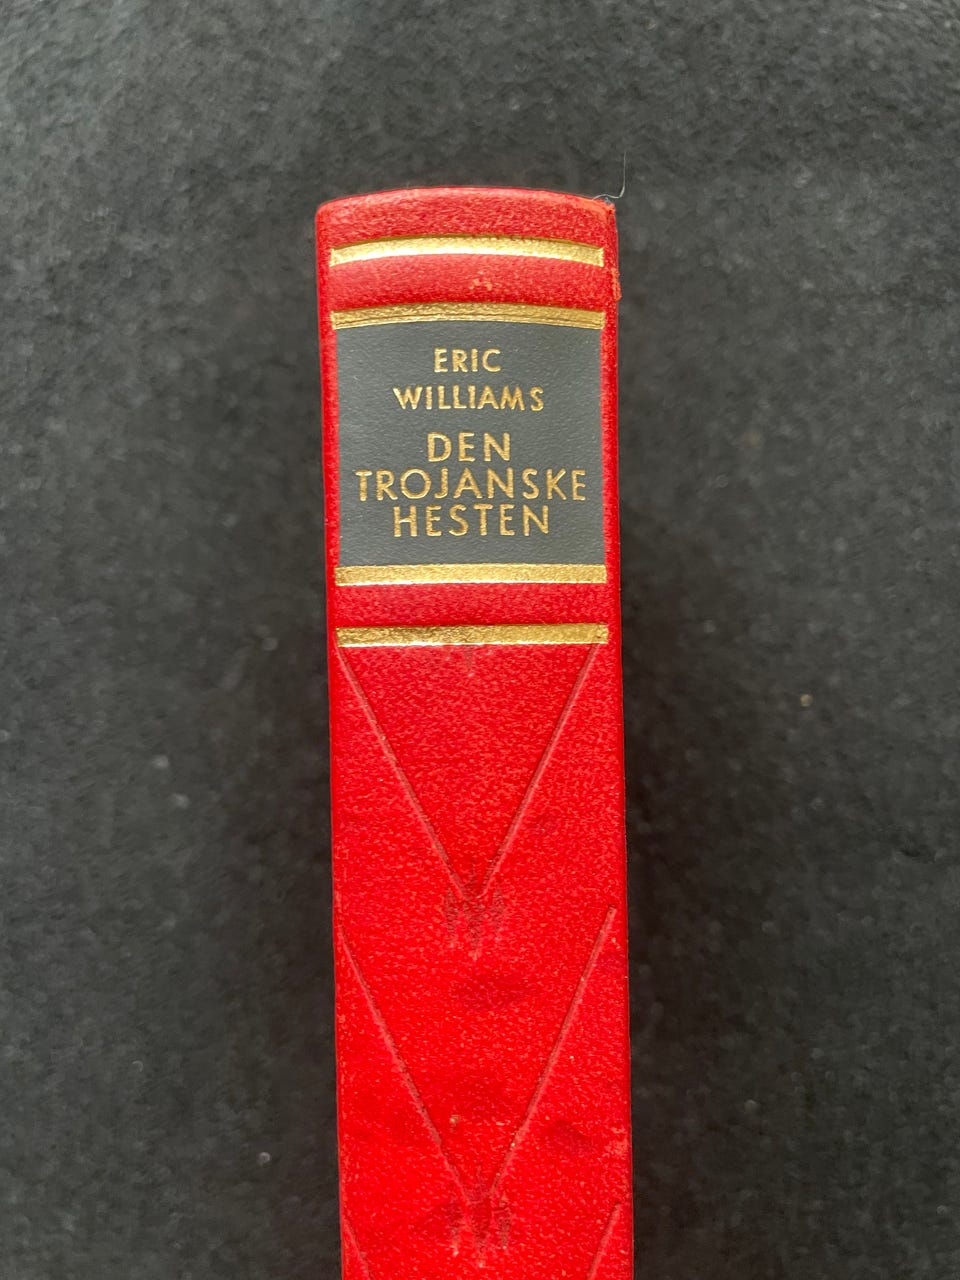 ERIC
WILLIAMS
DEN
TROJANSKE
HESTEN